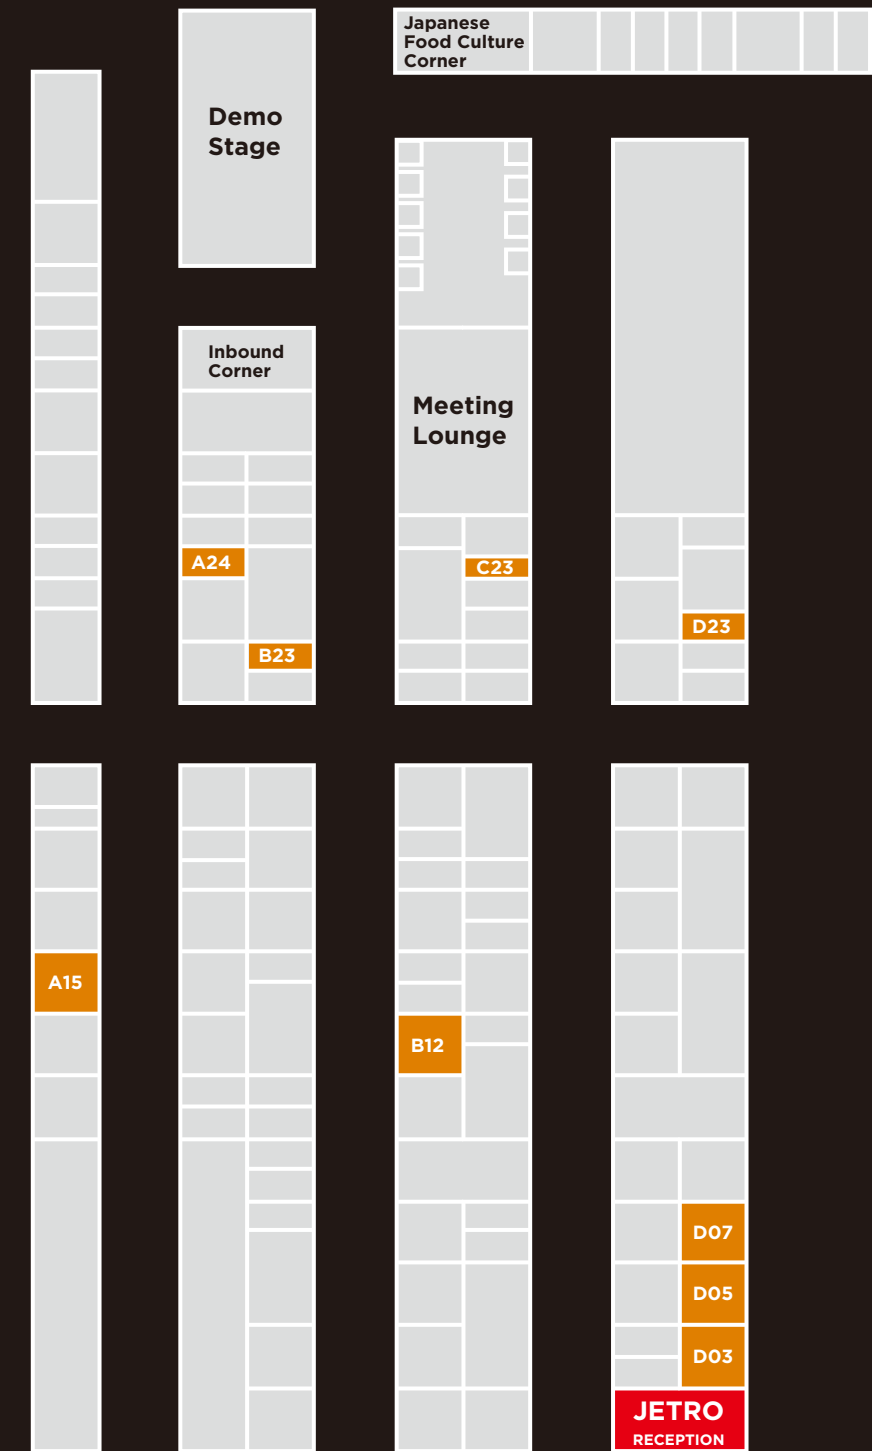 Japanese
Food Culture
Corner
Demo
Stage
Inbound
Corner
Meeting
Lounge
A24
C23
B23
D23
A15
B12
D07
D05
D03
JETRO
RECEPTION